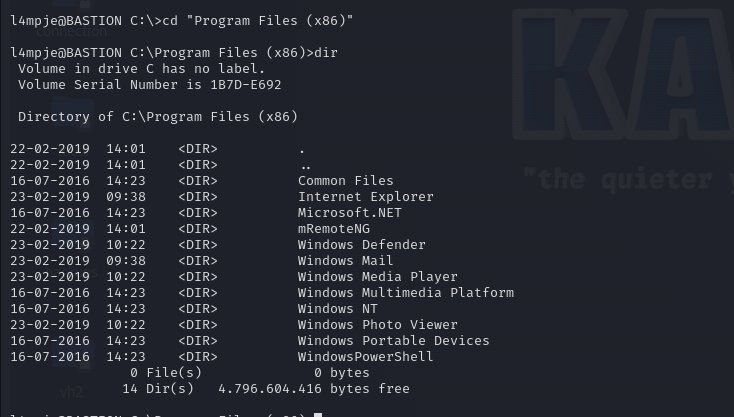 l4mpje@BASTION C:\>cd "Program Files (x86)"
connection
l4mpje@BASTION C:\Program Files (x86)>dir
 Volume in drive C has no label.
 Volume Serial Number is 1B7D-E692
 Directory of C:\Program Files (x86)
22-02-2019  14:01    <DIR>          .
22-02-2019  14:01    <DIR>          ..
16-07-2016  14:23    <DIR>          Common Files
"the quieter y
23-02-2019  09:38    <DIR>          Internet Explorer
16-07-2016  14:23    <DIR>          Microsoft.NET
22-02-2019  14:01    <DIR>          mRemoteNG
23-02-2019  10:22    <DIR>          Windows Defender
23-02-2019  09:38    <DIR>          Windows Mail
23-02-2019  10:22    <DIR>          Windows Media Player
16-07-2016  14:23    <DIR>          Windows Multimedia Platform
16-07-2016  14:23    <DIR>          Windows NT
23-02-2019  10:22    <DIR>          Windows Photo Viewer
16-07-2016  14:23    <DIR>          Windows Portable Devices
16-07-2016  14:23    <DIR>          WindowsPowerShell
               0 File(s)              0 bytes
              14 Dir(s)   4.796.604.416 bytes free
vh2
KA